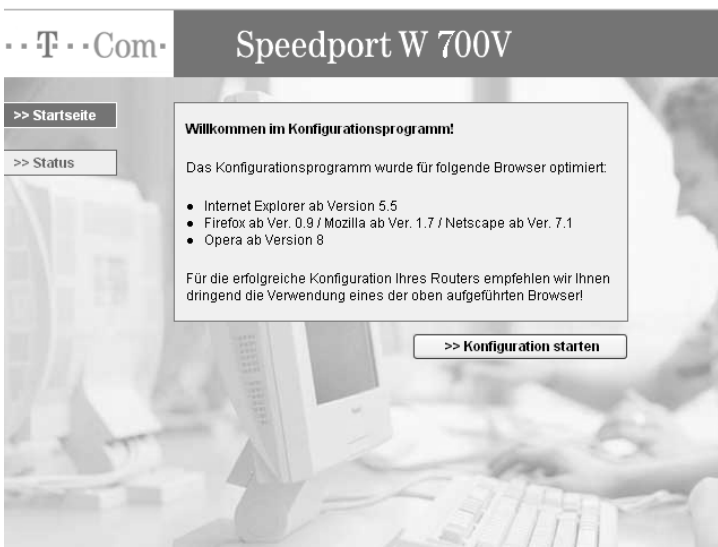 ··T··Com·
Speedport W 700V
>> Startseite
>> Status
Willkommen im Konfigurationsprogramm!
Das Konfigurationsprogramm wurde für folgende Browser optimiert:
● Internet Explorer ab Version 5.5
● Firefox ab Ver. 0.9 / Mozilla ab Ver. 1.7 / Netscape ab Ver. 7.1
● Opera ab Version 8
Für die erfolgreiche Konfiguration Ihres Routers empfehlen wir Ihnen
dringend die Verwendung eines der oben aufgeführten Browser!
>> Konfiguration starten